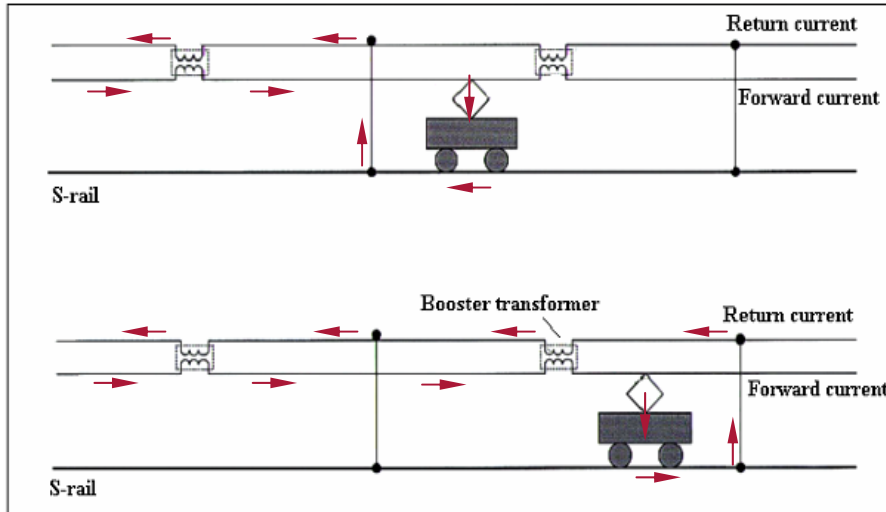 Return current
Forward current
S-rail
Booster transformer
Return current
Forward current
S-rail